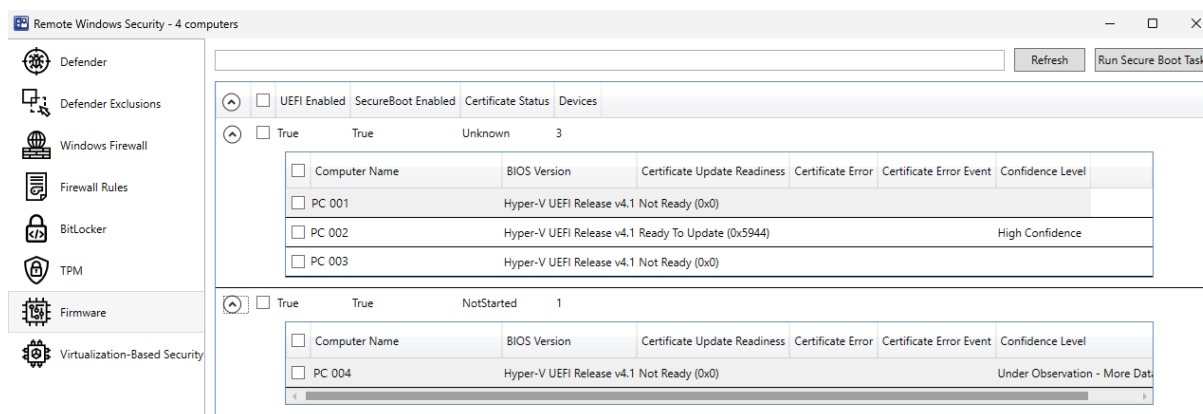 Remote Windows Security - 4 computers
Defender
Defender Exclusions
Windows Firewall
Firewall Rules
BitLocker
TPM
Firmware
Virtualization-Based Security
Refresh Run Secure Boot Task
UEFI Enabled SecureBoot Enabled Certificate Status Devices
True True Unknown 3
Computer Name BIOS Version Certificate Update Readiness Certificate Error Certificate Error Event Confidence Level
PC 001 Hyper-V UEFI Release v4.1 Not Ready (0x0)
PC 002 Hyper-V UEFI Release v4.1 Ready To Update (0x5944) High Confidence
PC 003 Hyper-V UEFI Release v4.1 Not Ready (0x0)
True True NotStarted 1
Computer Name BIOS Version Certificate Update Readiness Certificate Error Certificate Error Event Confidence Level
PC 004 Hyper-V UEFI Release v4.1 Not Ready (0x0) Under Observation - More Data